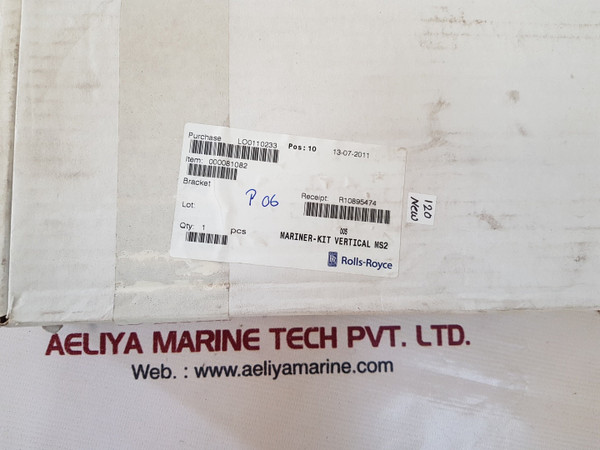 Purchase LO0110233 Pos: 10 13-07-2011
Item: 000081082
Bracket
P 06
Receipt: R10895474
Lot:
005
Qty: 1 pcs
MARINER-KIT VERTICAL MS2
Rolls-Royce
120
New
AELIYA MARINE TECH PVT. LTD.
Web. : www.aeliyamarine.com